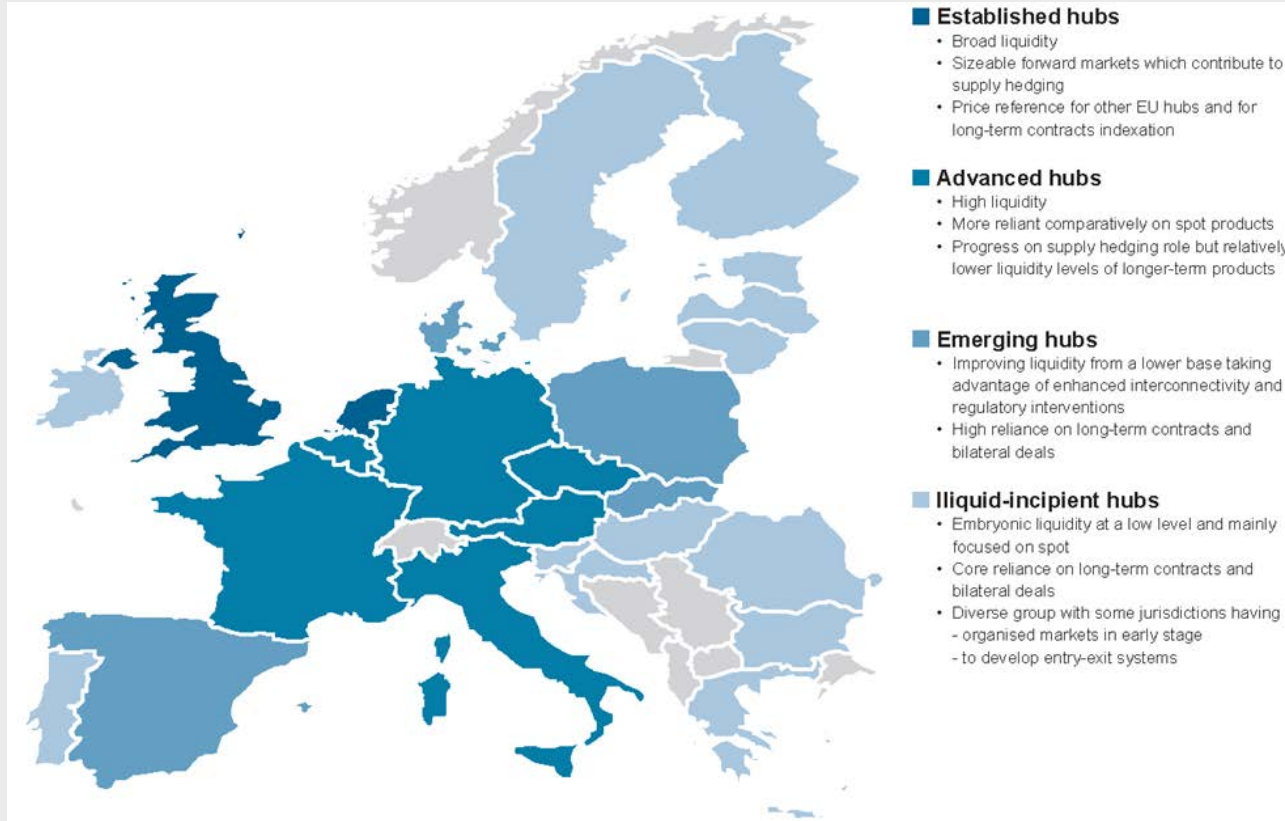 Established hubs
• Broad liquidity
• Sizeable forward markets which contribute to
supply hedging
• Price reference for other EU hubs and for
long-term contracts indexation
Advanced hubs
• High liquidity
• More reliant comparatively on spot products
• Progress on supply hedging role but relatively
lower liquidity levels of longer-term products
Emerging hubs
• Improving liquidity from a lower base taking
advantage of enhanced interconnectivity and
regulatory interventions
• High reliance on long-term contracts and
bilateral deals
Illiquid-incipient hubs
• Embryonic liquidity at a low level and mainly
focused on spot
• Core reliance on long-term contracts and
bilateral deals
• Diverse group with some jurisdictions having
- organised markets in early stage
- to develop entry-exit systems